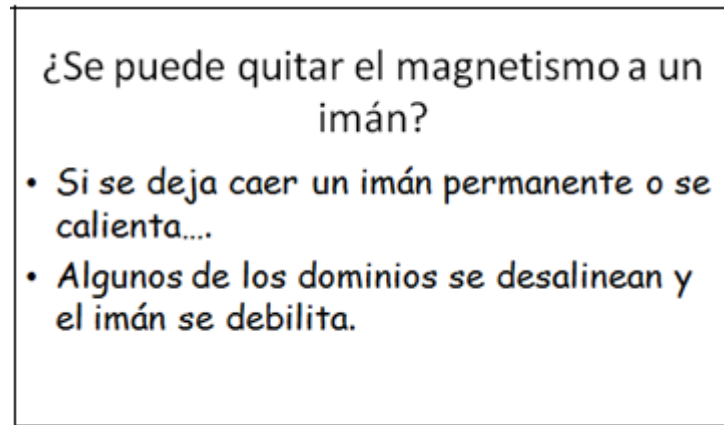 ¿Se puede quitar el magnetismo a un
imán?
• Si se deja caer un imán permanente o se
calienta….
• Algunos de los dominios se desalinean y
el imán se debilita.